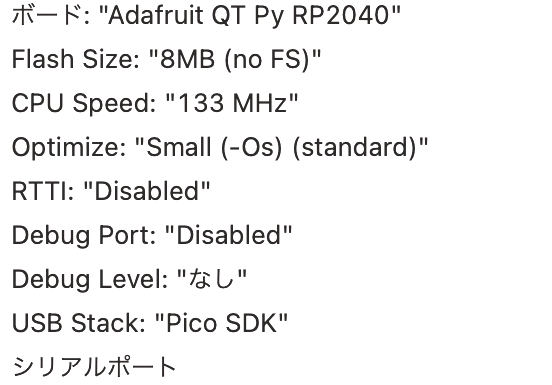 ボード: "Adafruit QT Py RP2040"
Flash Size: "8MB (no FS)"
CPU Speed: "133 MHz"
Optimize: "Small (-Os) (standard)"
RTTI: "Disabled"
Debug Port: "Disabled"
Debug Level: "なし"
USB Stack: "Pico SDK"
シリアルポート